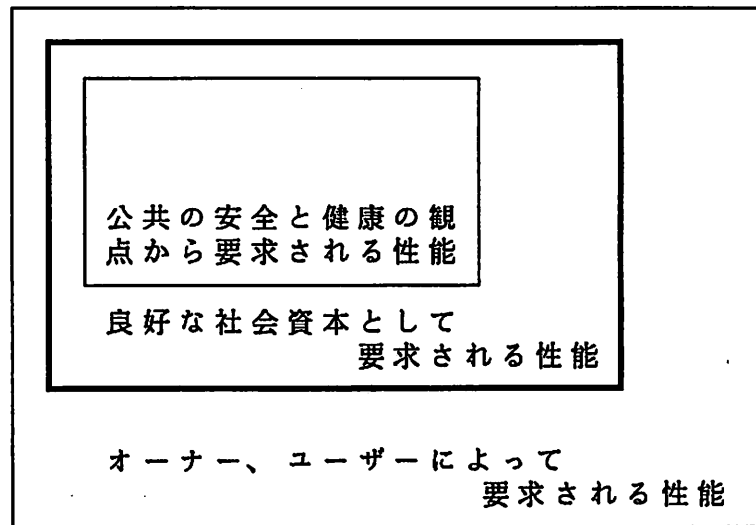 公共の安全と健康の観
点から要求される性能
良好な社会資本として
要求される性能
オーナー、ユーザーによって
要求される性能